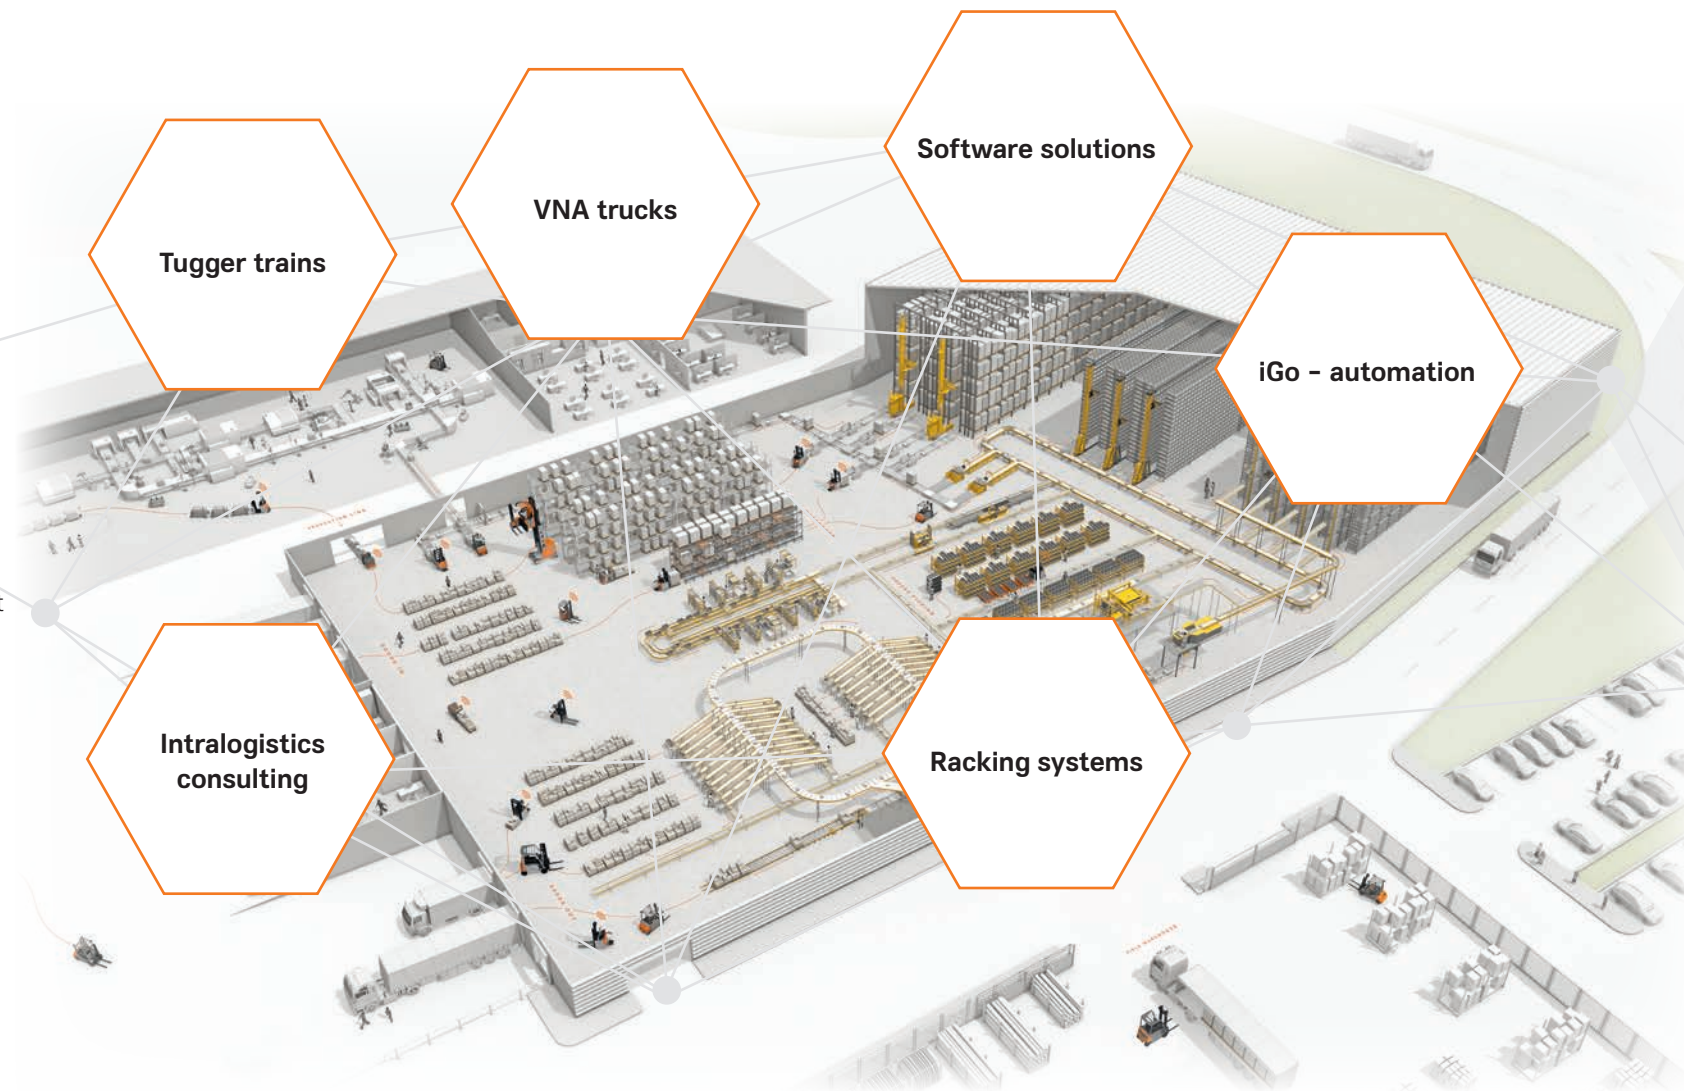 Software solutions
VNA trucks
Tugger trains
iGo – automation
Intralogistics
consulting
Racking systems